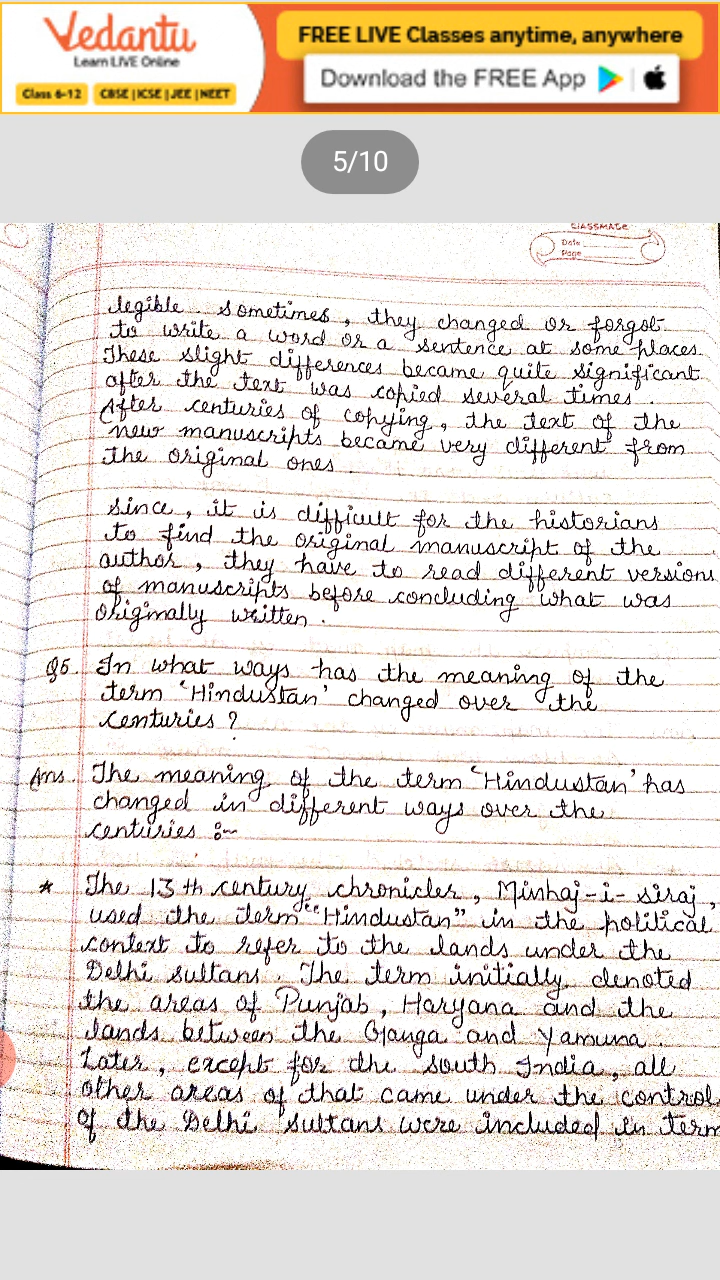 Vedantu
Learn LIVE Online
Class 6-12 CBSE | ICSE | JEE | NEET
FREE LIVE Classes anytime, anywhere
Download the FREE App
5/10
CLASSMATE
Date
Page
legible. Sometimes, they changed or forgot
to write a word or a sentence at some places
These slight differences became quite significant
after the text was copied several times.
After centuries of copying, the text of the
new manuscripts became very different from
the original ones.
Since, it is difficult for the historians
to find the original manuscript of the
author, they have to read different versions
of manuscripts before concluding what was
originally written.
Q5. In what ways has the meaning of the
term 'Hindustan' changed over the
centuries?
Ans. The meaning of the term 'Hindustan' has
changed in different ways over the
centuries :-
* The 13th century chronicler, Minhaj-i-siraj,
used the term "Hindustan" in the political
context to refer to the lands under the
Delhi sultans. The term initially denoted
the areas of Punjab, Haryana and the
lands between the Ganga and Yamuna.
Later, except for the South India, all
other areas of that came under the control
of the Delhi Sultans were included in term